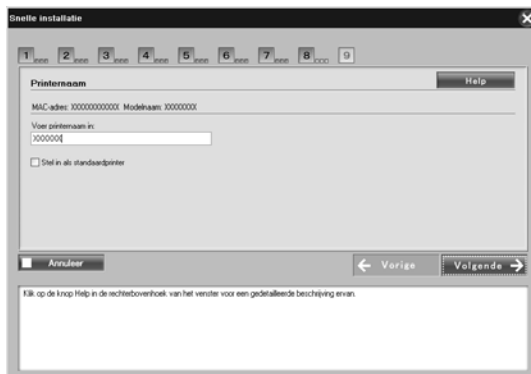 Snelle installatie
1 2 3 4 5 6 7 8 9
Printernaam
Help
MAC-adres: XXXXXXXXXXXX Modelnaam: XXXXXXXX
Voer printernaam in:
XXXXXX
Stel in als standaardprinter
Annuleer
Vorige
Volgende
Klik op de knop Help in de rechterbovenhoek van het venster voor een gedetailleerde beschrijving ervan.